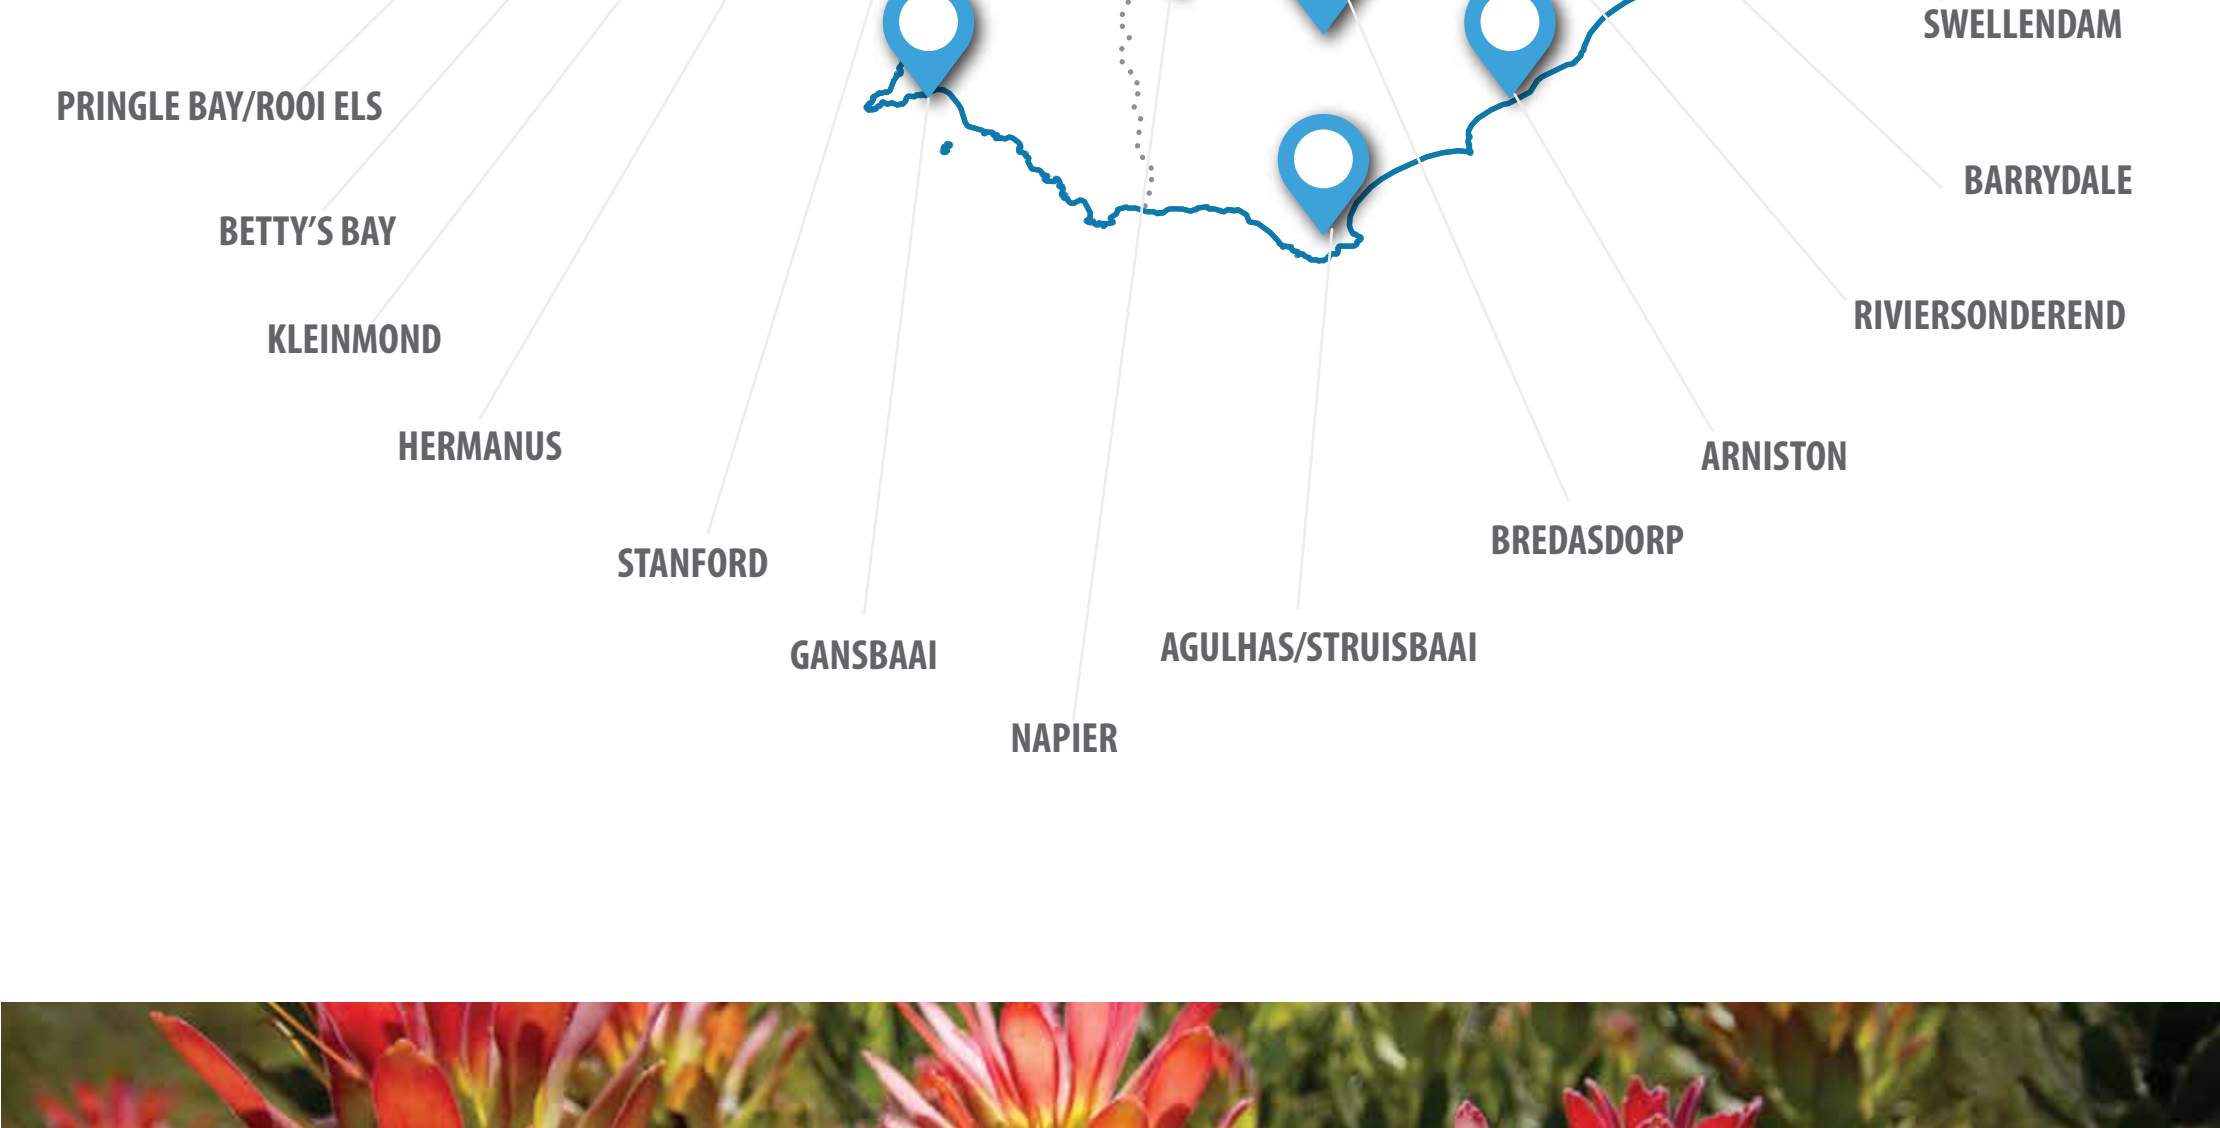 SWELLENDAM
PRINGLE BAY/ROOI ELS
BARRYDALE
BETTY’S BAY
RIVIERSONDEREND
KLEINMOND
HERMANUS
ARNISTON
BREDASDORP
STANFORD
AGULHAS/STRUISBAAI
GANSBAAI
NAPIER